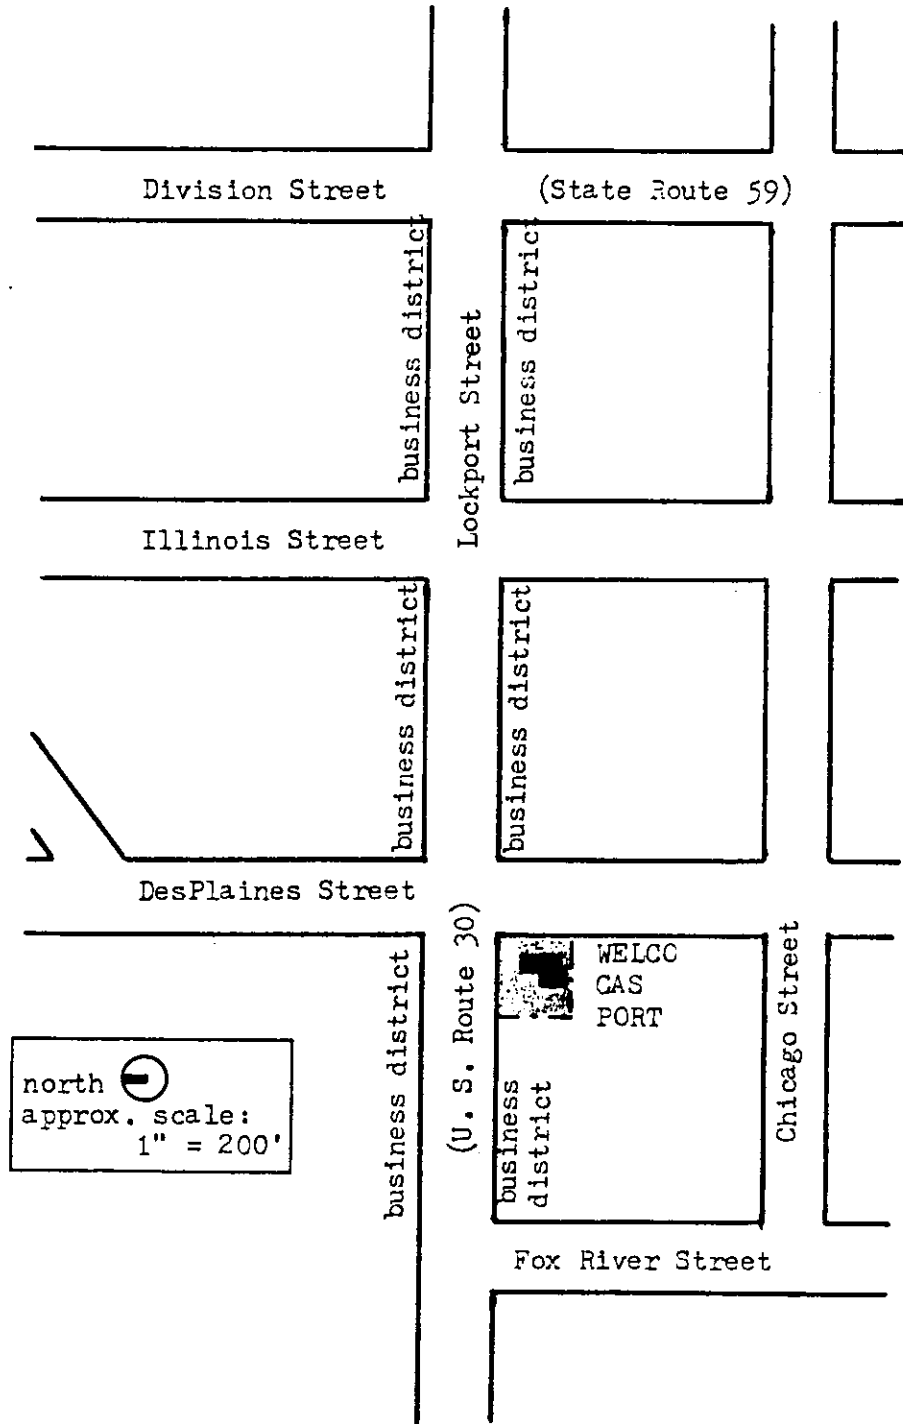 Division Street
(State Route 59)
business district
business district
Lockport Street
Illinois Street
business district
business district
DesPlaines Street
(U. S. Route 30)
business district
WELCO
CAS
PORT
Chicago Street
north
approx. scale:
1" = 200'
business
district
Fox River Street